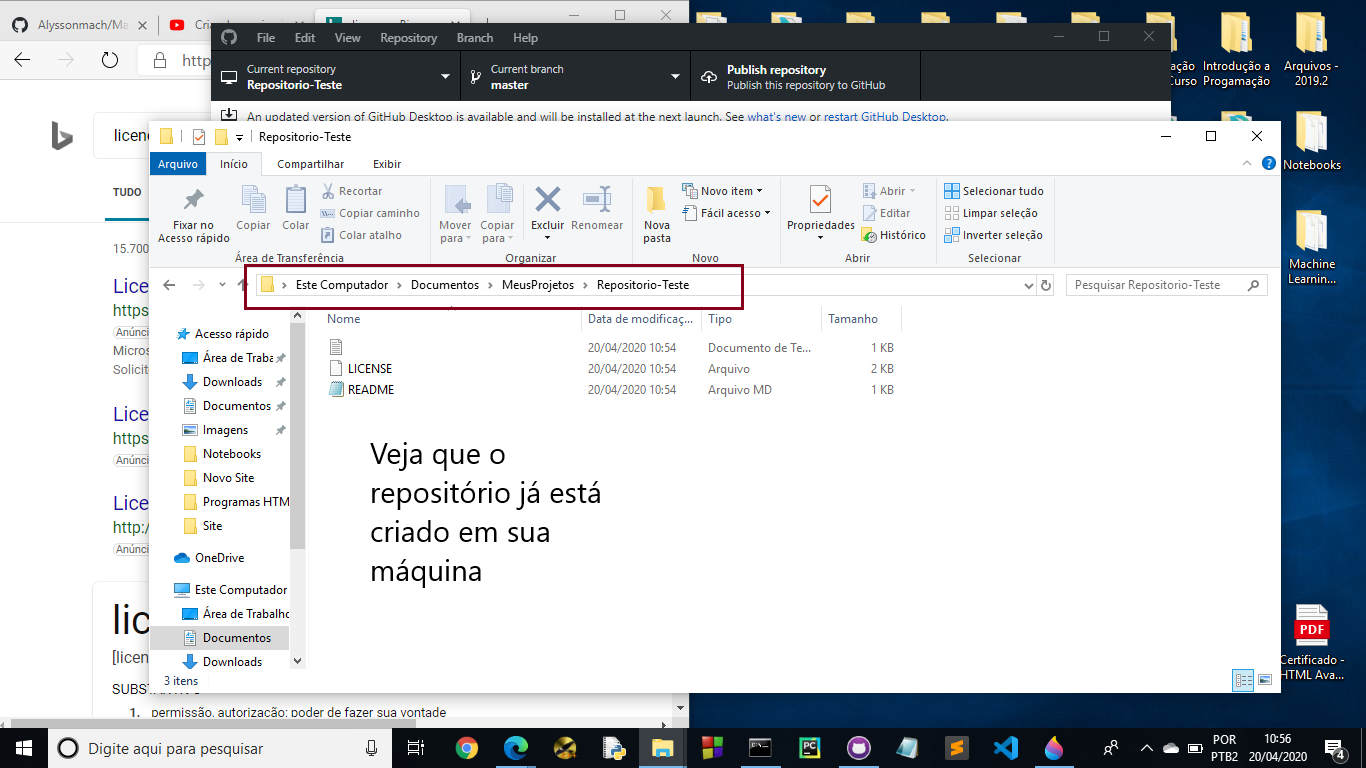 Alyssonmach/Ma
Cria
File Edit View Repository Branch Help
http
Current repository
Repositorio-Teste
Current branch
master
Publish repository
Publish this repository to GitHub
An updated version of GitHub Desktop is available and will be installed at the next launch. See what's new or restart GitHub Desktop.
Repositorio-Teste
Arquivo Início Compartilhar Exibir
Fixar no
Acesso rápido
Copiar
Colar
Recortar
Copiar caminho
Colar atalho
Área de Transferência
Mover
para
Copiar
para
Excluir
Renomear
Organizar
Nova
pasta
Novo item
Fácil acesso
Novo
Propriedades
Abrir
Editar
Histórico
Abrir
Selecionar tudo
Limpar seleção
Inverter seleção
Selecionar
Este Computador Documentos MeusProjetos Repositorio-Teste
Pesquisar Repositorio-Teste
Nome Data de modificaç... Tipo Tamanho
20/04/2020 10:54 Documento de Te... 1 KB
LICENSE 20/04/2020 10:54 Arquivo 2 KB
README 20/04/2020 10:54 Arquivo MD 1 KB
Veja que o
repositório já está
criado em sua
máquina
Acesso rápido
Área de Traba
Downloads
Documentos
Imagens
Notebooks
Novo Site
Programas HTM
Site
OneDrive
Este Computador
Área de Trabalho
Documentos
Downloads
3 itens
licen
TUDO
15.700
Lice
https
Anúnci
Micros
Solicit
Lice
https
Anúnci
Lice
http:/
Anúnci
lic
[licen
SUBSTANTIVO
1. permissão, autorização; poder de fazer sua vontade
ação
Curso
Introdução a
Progamação
Arquivos -
2019.2
Notebooks
Machine
Learnin...
PDF
Certificado -
HTML Ava...
Digite aqui para pesquisar
PC
POR
PTB2
10:56
20/04/2020
4